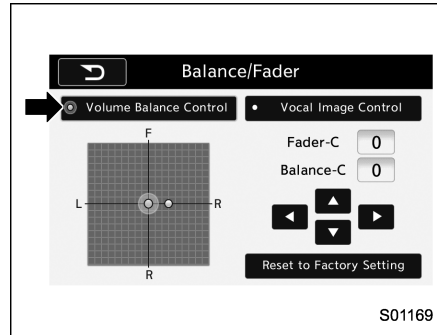 Balance/Fader
Volume Balance Control
Vocal Image Control
F
L
R
R
Fader-C 0
Balance-C 0
Reset to Factory Setting
S01169